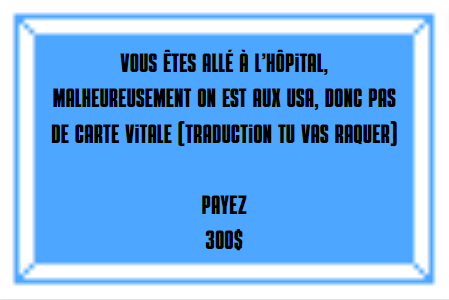 VOUS ÊTES ALLÉ À L'HÔPiTAL,
MALHEUREUSEMENT ON EST AUX USA, DONC PAS
DE CARTE ViTALE (TRADUCTiON TU VAS RAQUER)
PAYEZ
300$